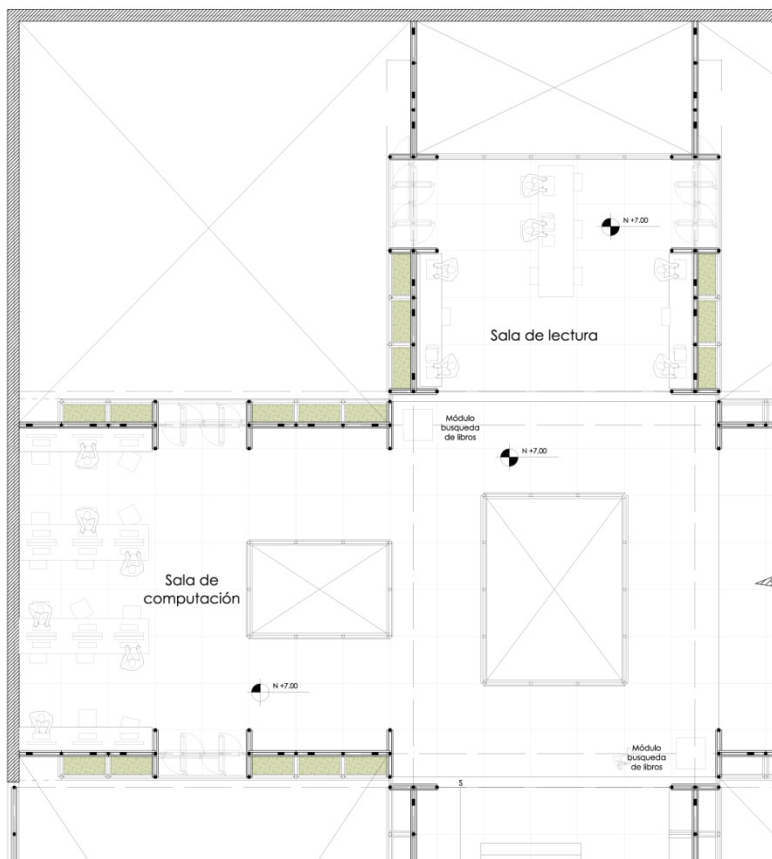 N +7.00
Sala de lectura
Módulo
busqueda
de libros
N +7.00
Sala de
computación
N +7.00
Módulo
busqueda
de libros
S